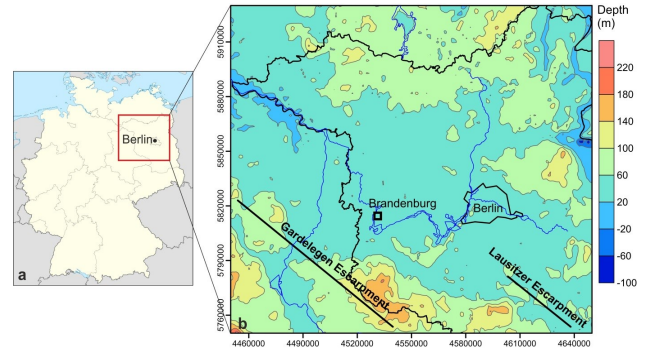 Berlin
a
5910000
5880000
5850000
5820000
5790000
5760000
Brandenburg
Berlin
Gardelegen Escarpment
Lausitzer Escarpment
b
4460000 4490000 4520000 4550000 4580000 4610000 4640000
Depth
(m)
220
180
140
100
60
20
-20
-60
-100